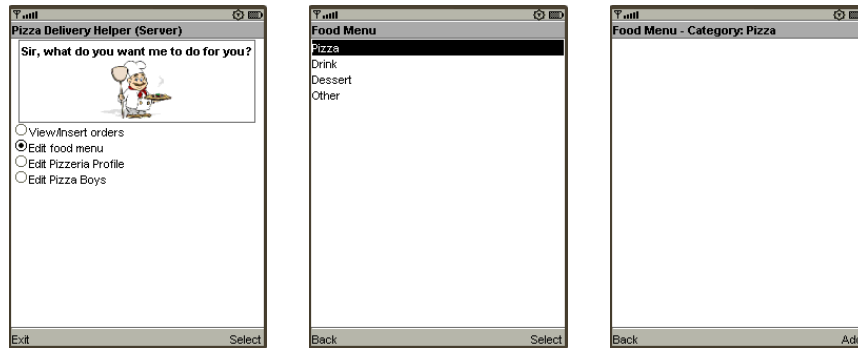 Pizza Delivery Helper (Server)
Sir, what do you want me to do for you?
View/Insert orders
Edit food menu
Edit Pizzeria Profile
Edit Pizza Boys
Exit
Select
Food Menu
Pizza
Drink
Dessert
Other
Back
Select
Food Menu - Category: Pizza
Back
Add